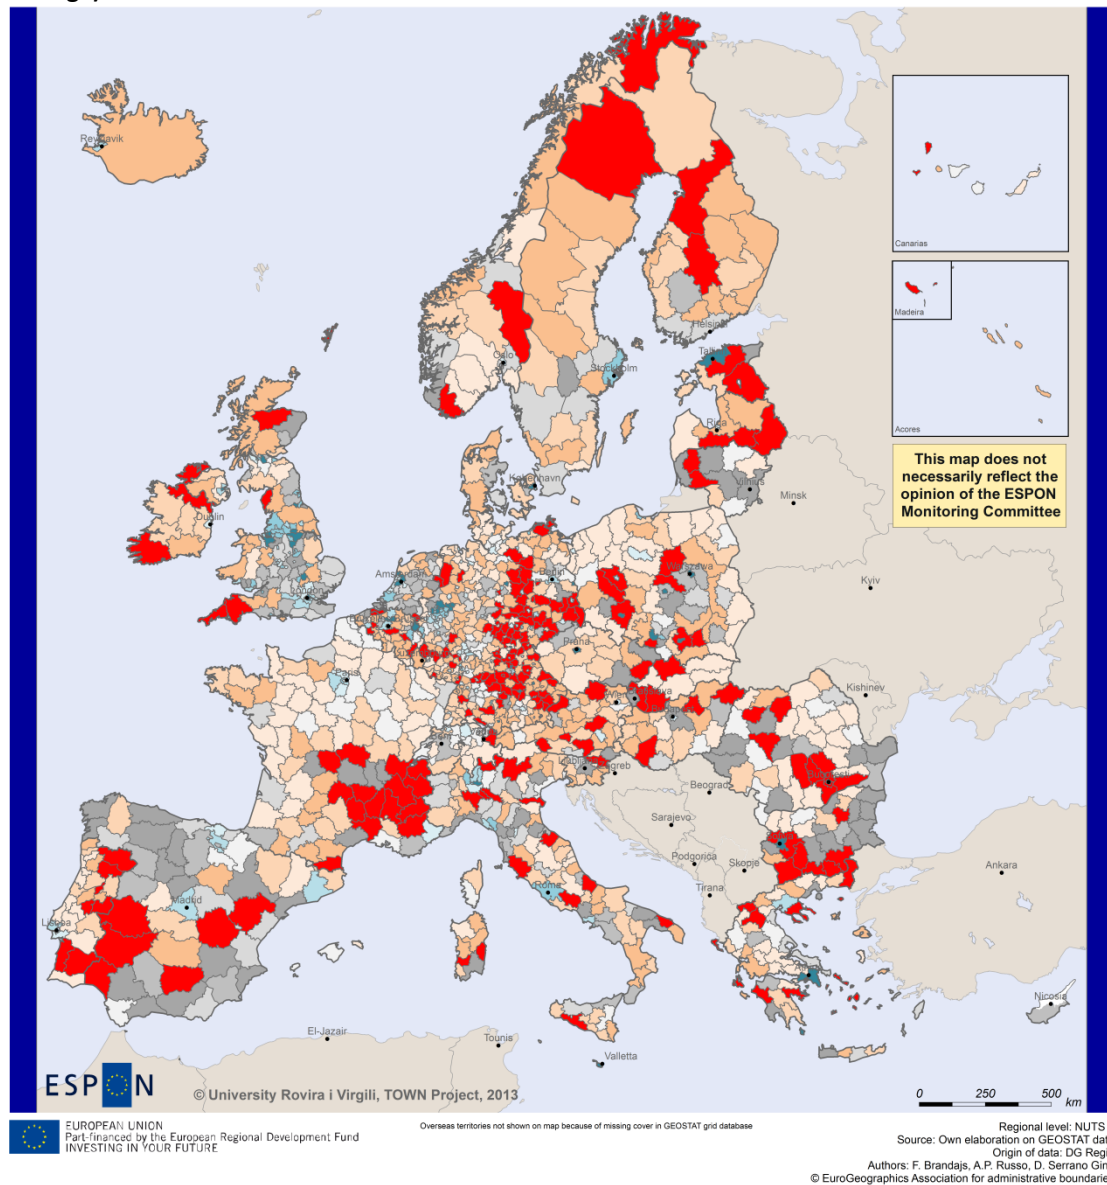 Reykjavik
Canarias
Madeira
Acores
Helsinki
Oslo
Stockholm
Riga
København
Vilnius
Minsk
This map does not
necessarily reflect the
opinion of the ESPON
Monitoring Committee
Dublin
Amsterdam
Berlin
Warszawa
London
Kyiv
Praha
Paris
Wien
Kishinev
Bern
Ljubljana
Zagreb
Bucuresti
Beograd
Sarajevo
Podgorica
Skopje
Tirana
Ankara
Roma
Madrid
Lisboa
Nicosia
El-Jazair
Tounis
Valletta
ESPON
© University Rovira i Virgili, TOWN Project, 2013
0 250 500
km
EUROPEAN UNION
Part-financed by the European Regional Development Fund
INVESTING IN YOUR FUTURE
Overseas territories not shown on map because of missing cover in GEOSTAT grid database
Regional level: NUTS
Source: Own elaboration on GEOSTAT dat
Origin of data: DG Regi
Authors: F. Brandajs, A.P. Russo, D. Serrano Gin
© EuroGeographics Association for administrative boundarie